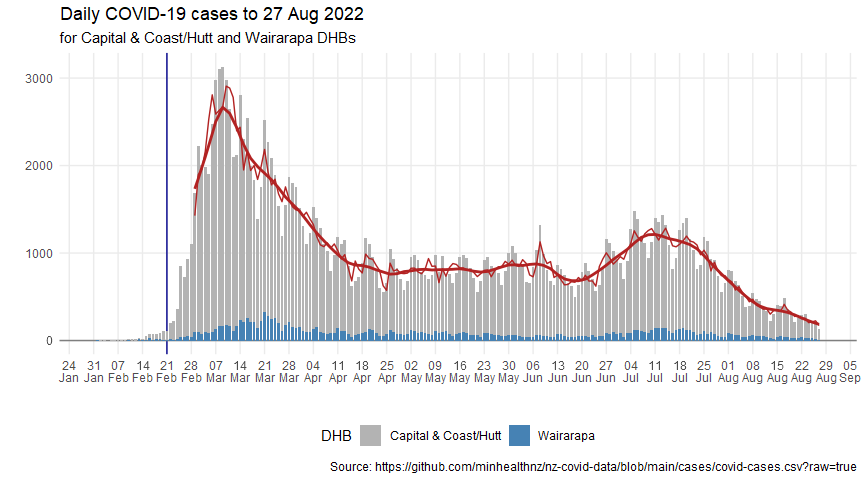 Daily COVID-19 cases to 27 Aug 2022
for Capital & Coast/Hutt and Wairarapa DHBs
3000
2000
1000
0
24 31 07 14 21 28 07 14 21 28 04 11 18 25 02 09 16 23 30 06 13 20 27 04 11 18 25 01 08 15 22 29 05
Jan Jan Feb Feb Feb Feb Mar Mar Mar Mar Apr Apr Apr Apr May May May May May Jun Jun Jun Jun Jul Jul Jul Jul Aug Aug Aug Aug Aug Sep
DHB Capital & Coast/Hutt Wairarapa
Source: https://github.com/minhealthnz/nz-covid-data/blob/main/cases/covid-cases.csv?raw=true